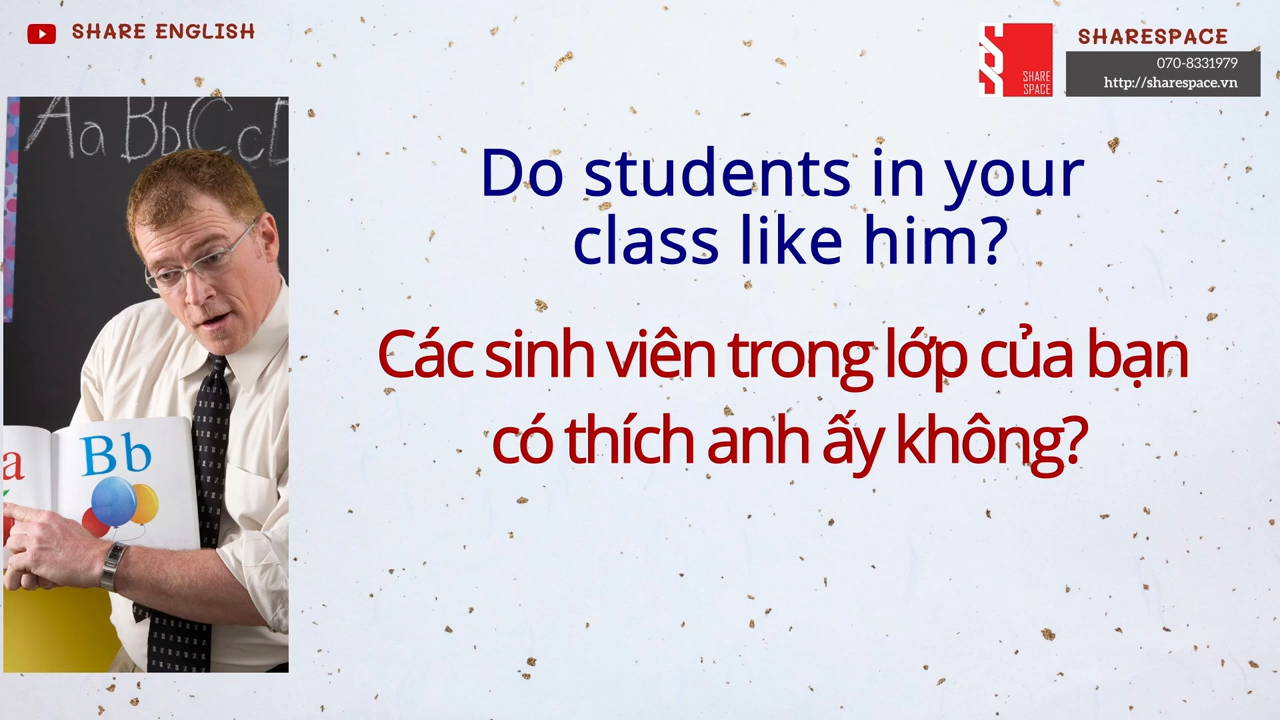 SHARE ENGLISH
SHARE
SPACE
SHARESPACE
070-8331979
http://sharespace.vn
Aa Bb Cc D
Do students in your
class like him?
Các sinh viên trong lớp của bạn
có thích anh ấy không?
a
Bb